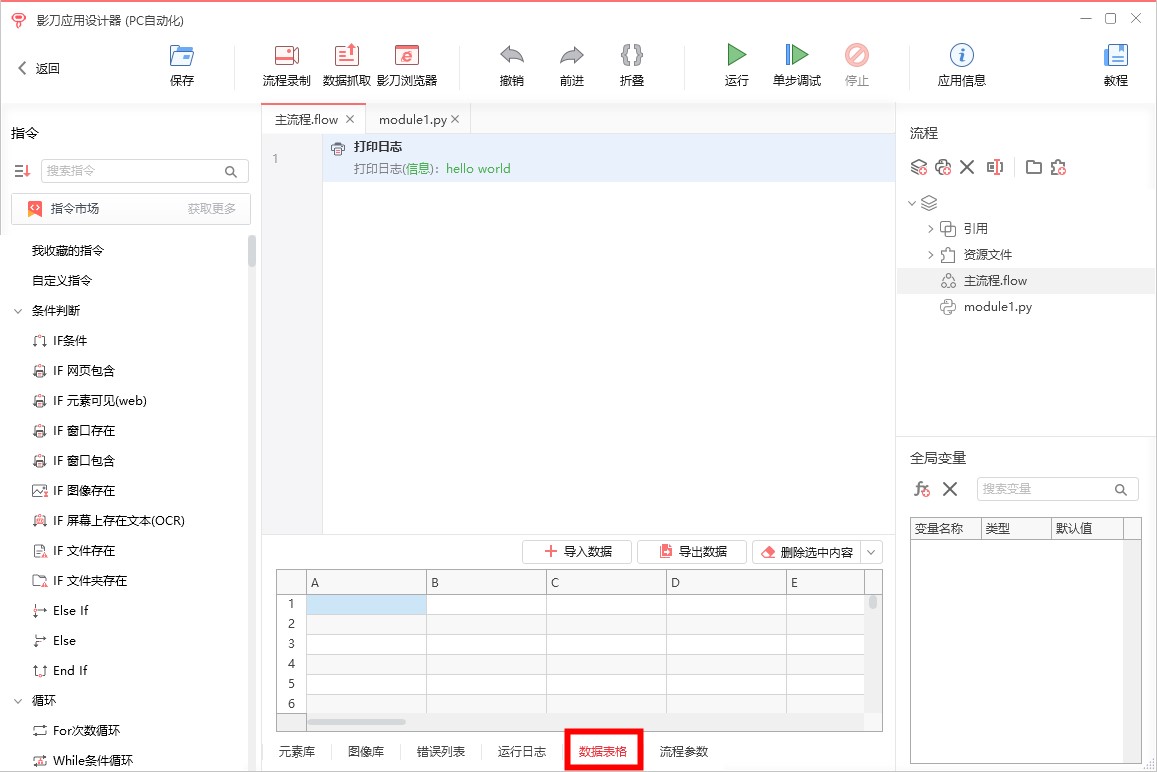 影刀应用设计器 (PC自动化)
返回
保存
流程录制 数据抓取 影刀浏览器
撤销 前进 折叠
运行 单步调试 停止
应用信息
教程
指令
搜索指令
指令市场 获取更多
我收藏的指令
自定义指令
条件判断
IF条件
IF 网页包含
IF 元素可见(web)
IF 窗口存在
IF 窗口包含
IF 图像存在
IF 屏幕上存在文本(OCR)
IF 文件存在
IF 文件夹存在
Else If
Else
End If
循环
For次数循环
While条件循环
主流程.flow module1.py
1
打印日志
打印日志(信息)： hello world
导入数据 导出数据 删除选中内容
A B C D E
1
2
3
4
5
6
元素库 图像库 错误列表 运行日志 数据表格 流程参数
流程
引用
资源文件
主流程.flow
module1.py
全局变量
搜索变量
变量名称 类型 默认值